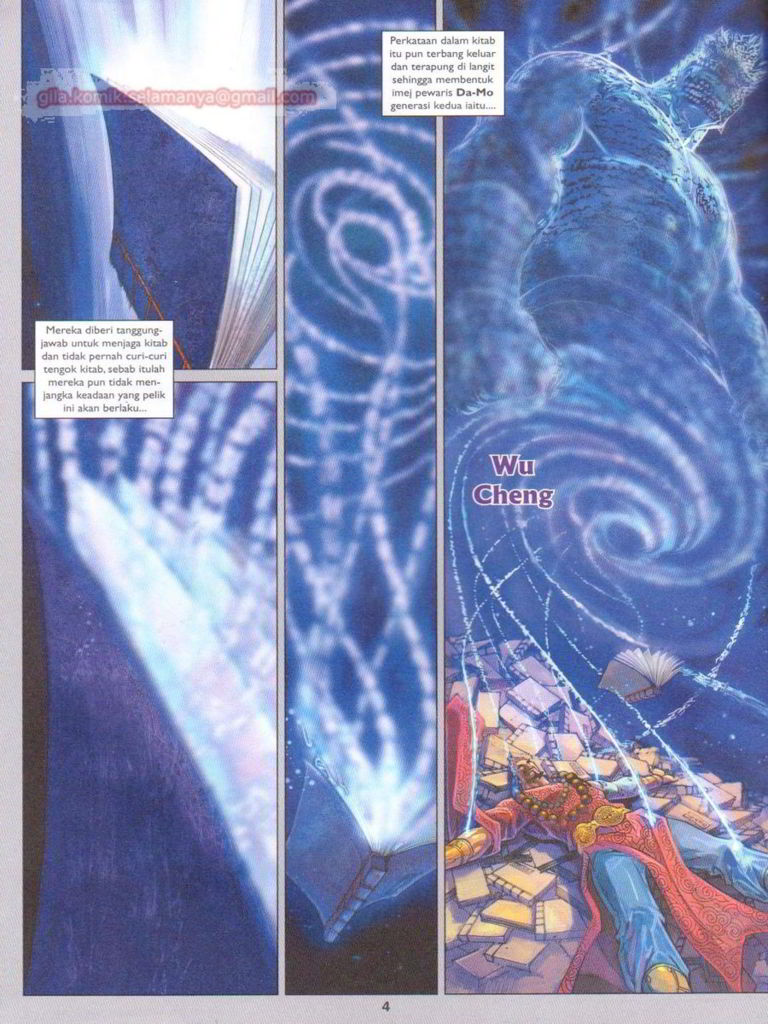 gila.komik.selamanya@gmail.com
Mereka diberi tanggung-
jawab untuk menjaga kitab
dan tidak pernah curi-curi
tengok kitab, sebab itulah
mereka pun tidak men-
jangka keadaan yang pelik
ini akan berlaku...
Perkataan dalam kitab
itu pun terbang keluar
dan terapung di langit
sehingga membentuk
imej pewaris Da-Mo
generasi kedua iaitu....
Wu
Cheng
4